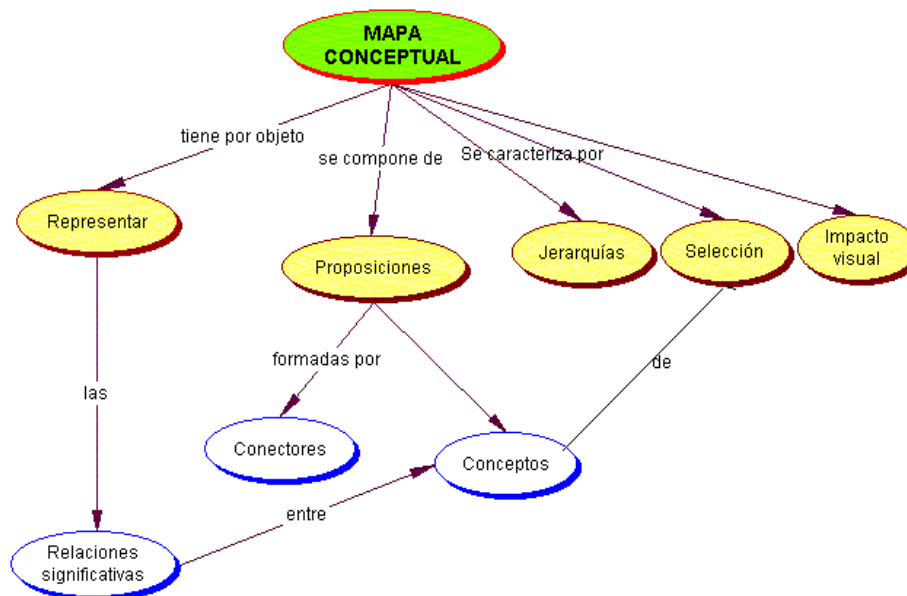 MAPA
CONCEPTUAL
tiene por objeto
se compone de
Se caracteriza por
Representar
Proposiciones
Jerarquías
Selección
Impacto
visual
formadas por
de
las
Conectores
Conceptos
entre
Relaciones
significativas